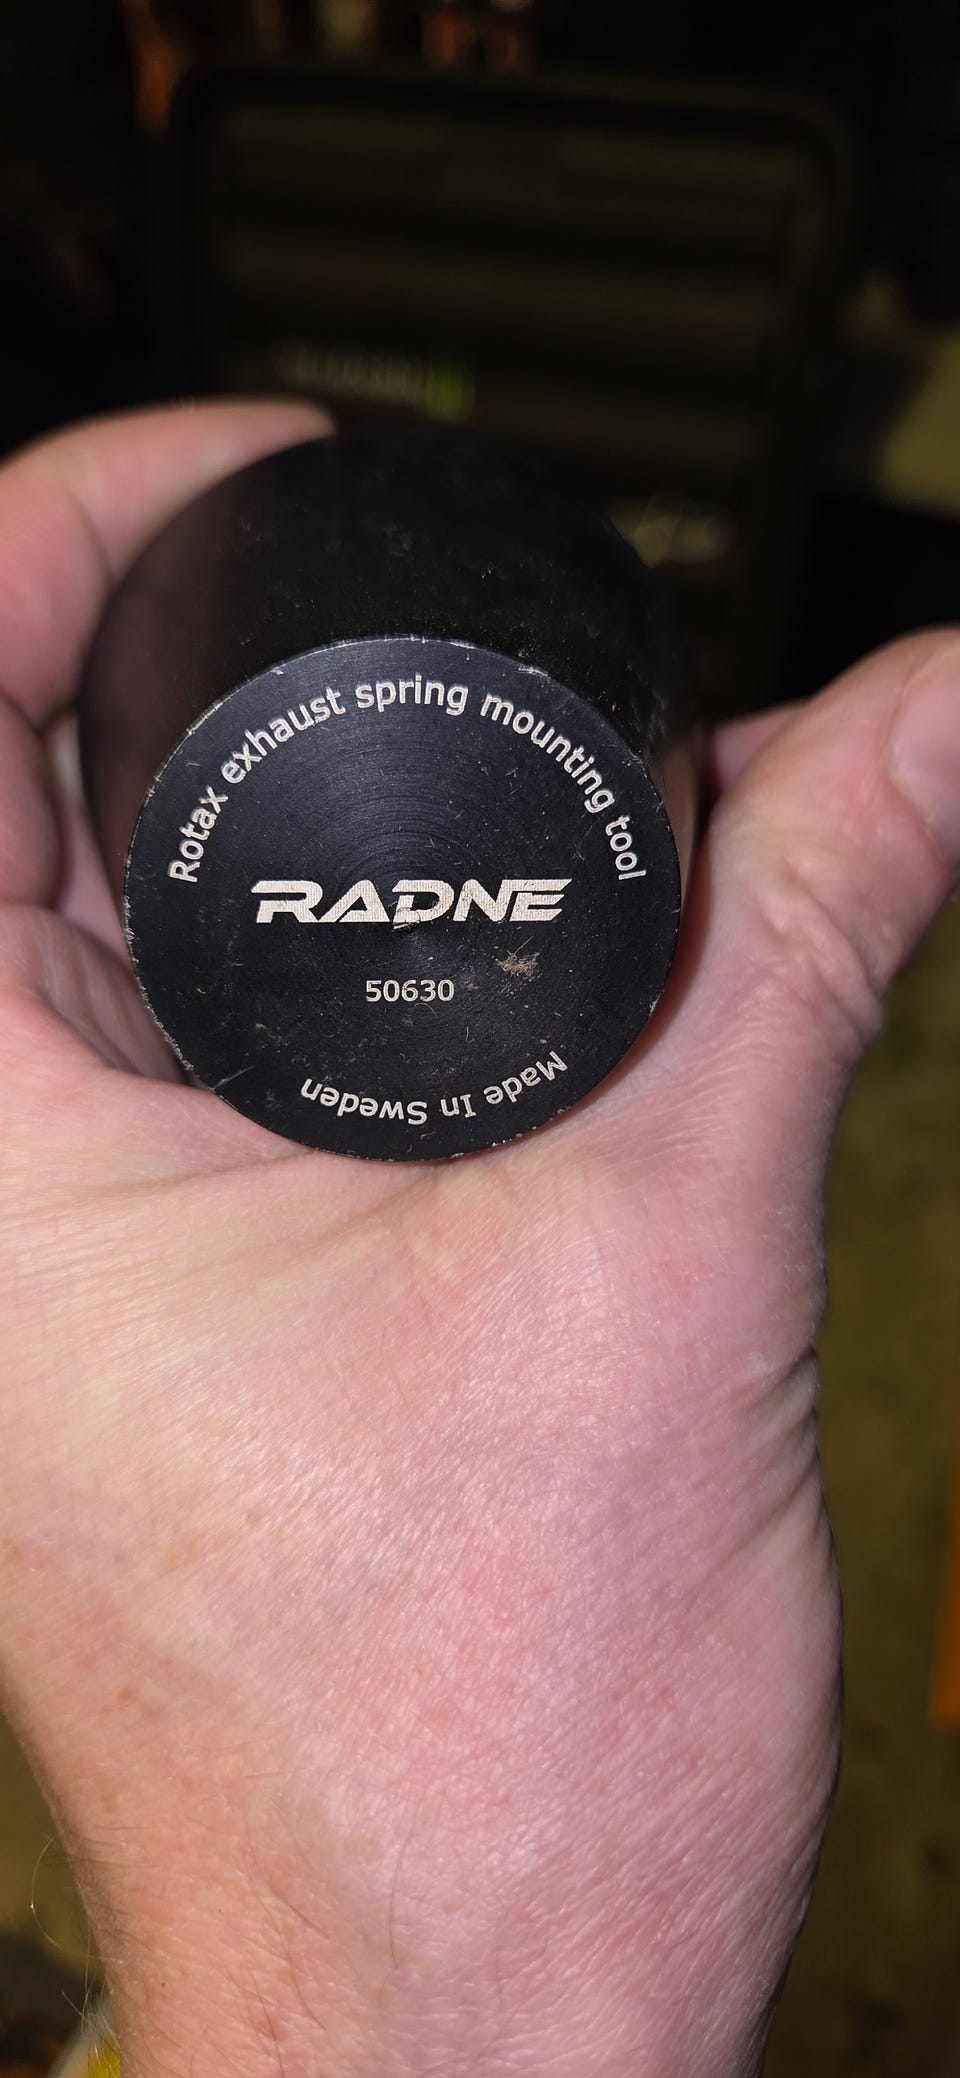 Rotax exhaust spring mounting tool
RADNE
50630
Made In Sweden